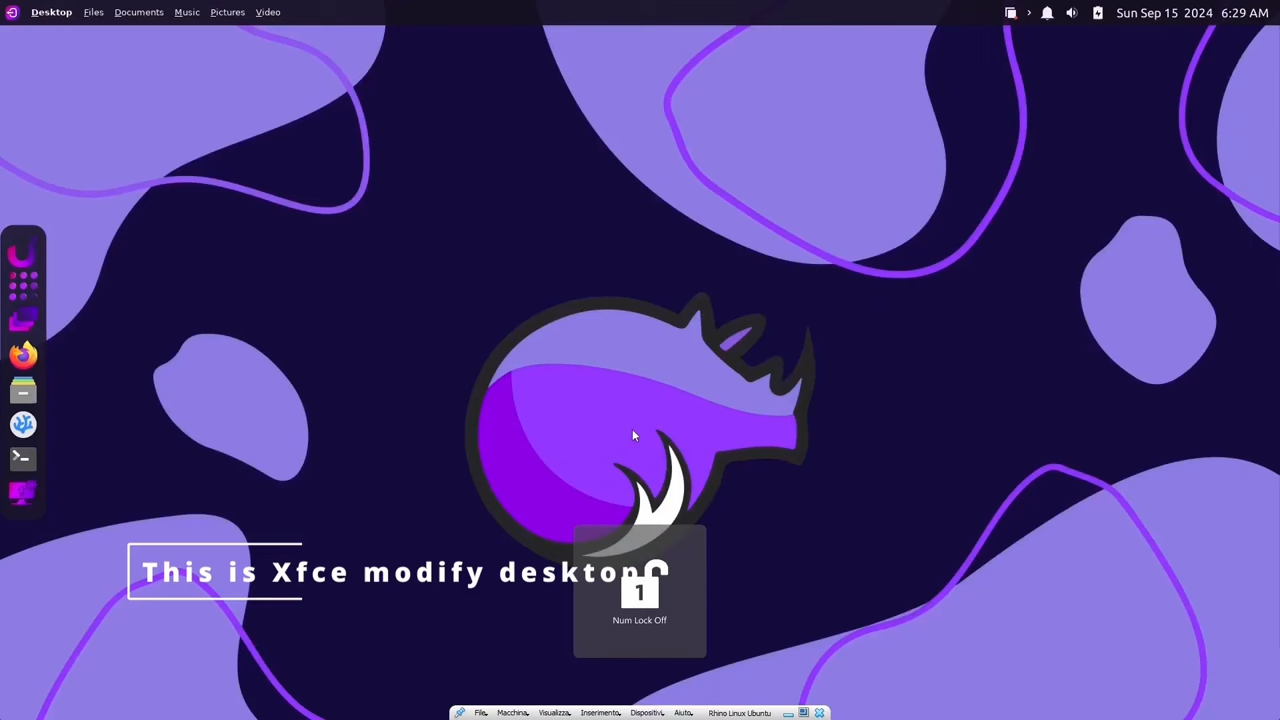 Desktop Files Documents Music Pictures Video
Sun Sep 15 2024 6:29 AM
This is Xfce modify desktop
1
Num Lock Off
File Macchina Visualizza Inserimento Dispositivi Aiuto Rhino Linux Ubuntu